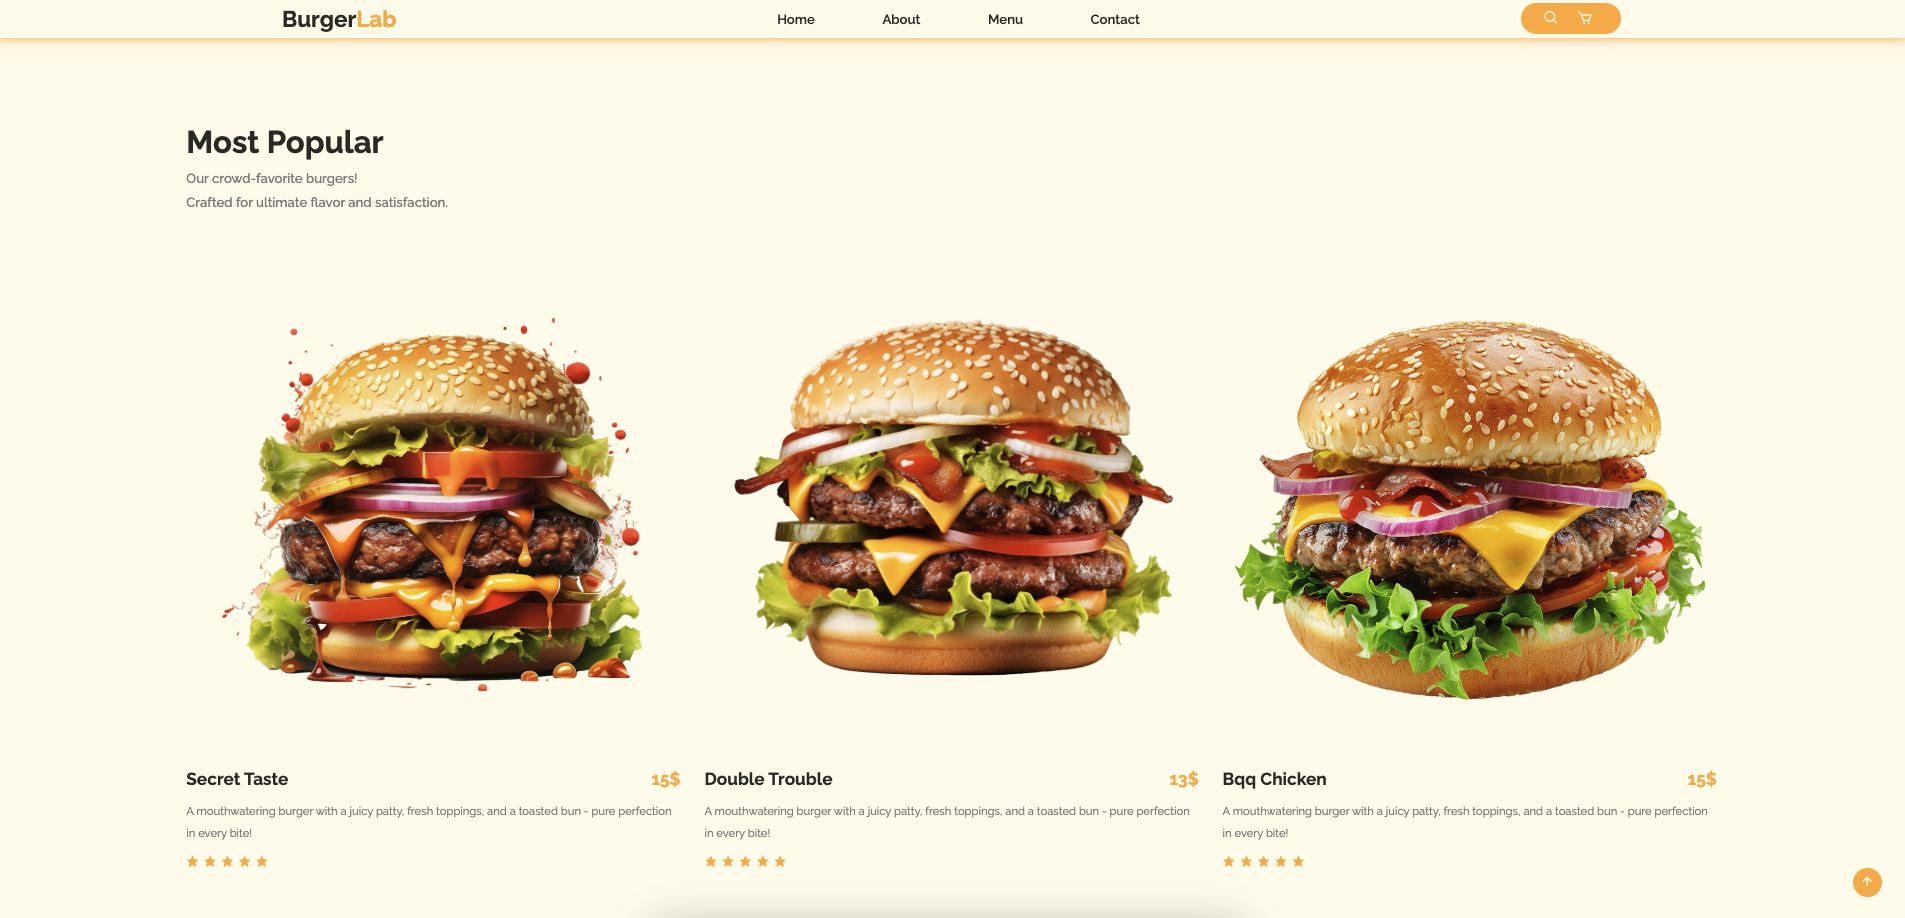 BurgerLab
Home About Menu Contact
Most Popular
Our crowd-favorite burgers!
Crafted for ultimate flavor and satisfaction.
Secret Taste 15$
A mouthwatering burger with a juicy patty, fresh toppings, and a toasted bun - pure perfection
in every bite!
Double Trouble 13$
A mouthwatering burger with a juicy patty, fresh toppings, and a toasted bun - pure perfection
in every bite!
Bqq Chicken 15$
A mouthwatering burger with a juicy patty, fresh toppings, and a toasted bun - pure perfection
in every bite!